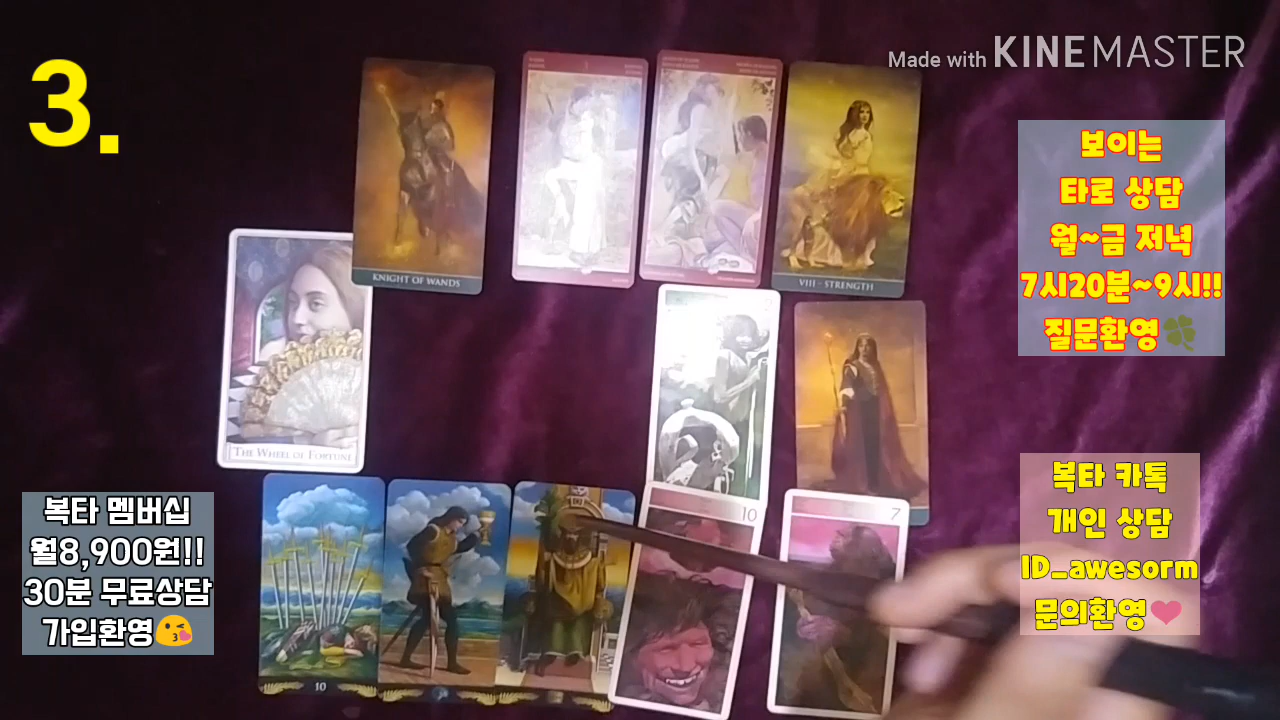 3.
Made with KINEMASTER
보이는
타로 상담
월~금 저녁
7시20분~9시!!
질문환영🍀
KNIGHT OF WANDS
VIII - STRENGTH
THE WHEEL OF FORTUNE
복타 멤버십
월8,900원!!
30분 무료상담
가입환영😘
복타 카톡
개인 상담
ID_awesorm
문의환영❤
10
7
10